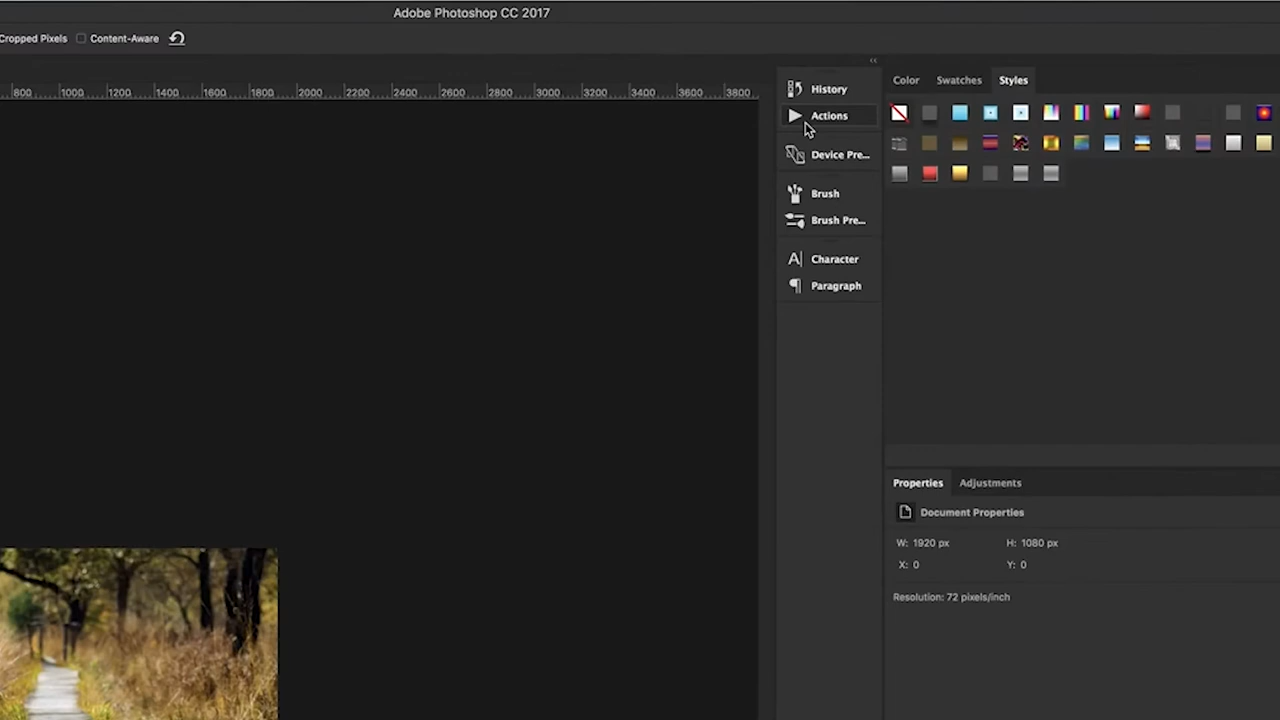 Adobe Photoshop CC 2017
Cropped Pixels Content-Aware
800 1000 1200 1400 1600 1800 2000 2200 2400 2600 2800 3000 3200 3400 3600 3800
History
Actions
Device Pre...
Brush
Brush Pre...
Character
Paragraph
Color Swatches Styles
Properties Adjustments
Document Properties
W: 1920 px H: 1080 px
X: 0 Y: 0
Resolution: 72 pixels/inch